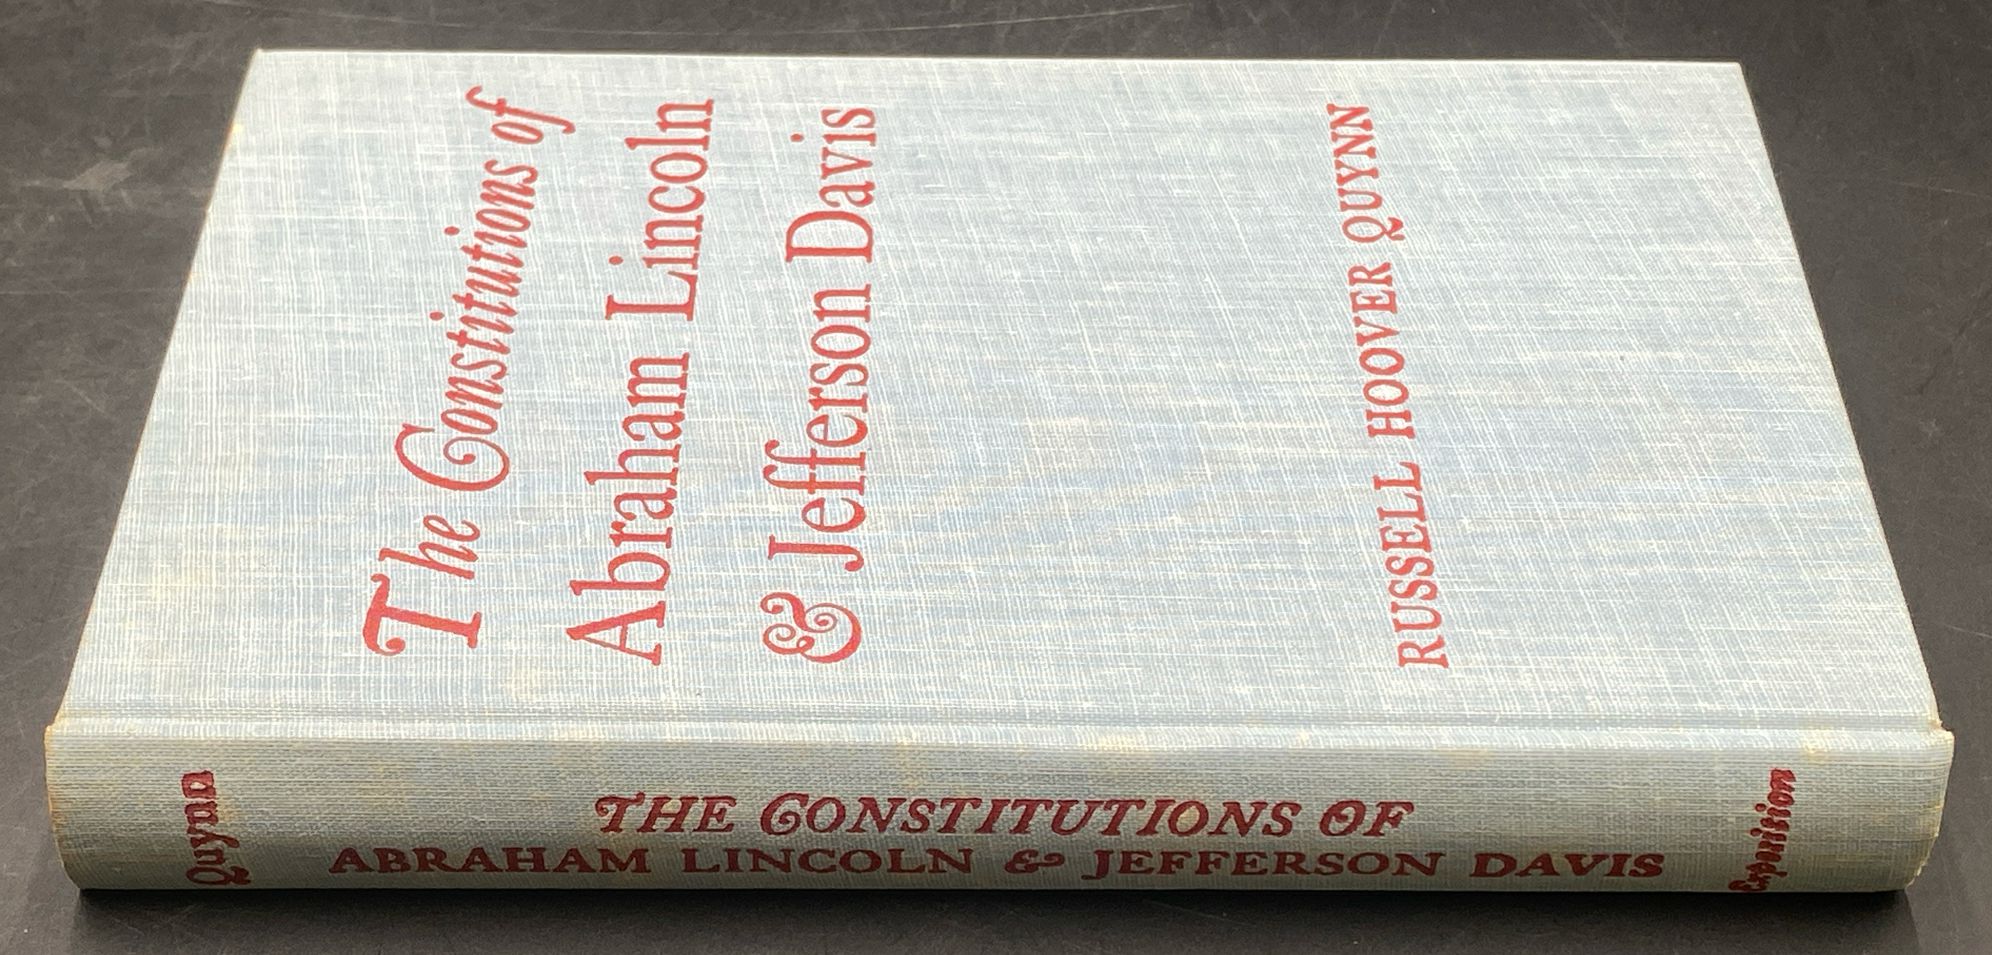 The Constitutions of
Abraham Lincoln
& Jefferson Davis
RUSSELL HOOVER QUYNN
Quynn
THE CONSTITUTIONS OF
ABRAHAM LINCOLN & JEFFERSON DAVIS
Exposition